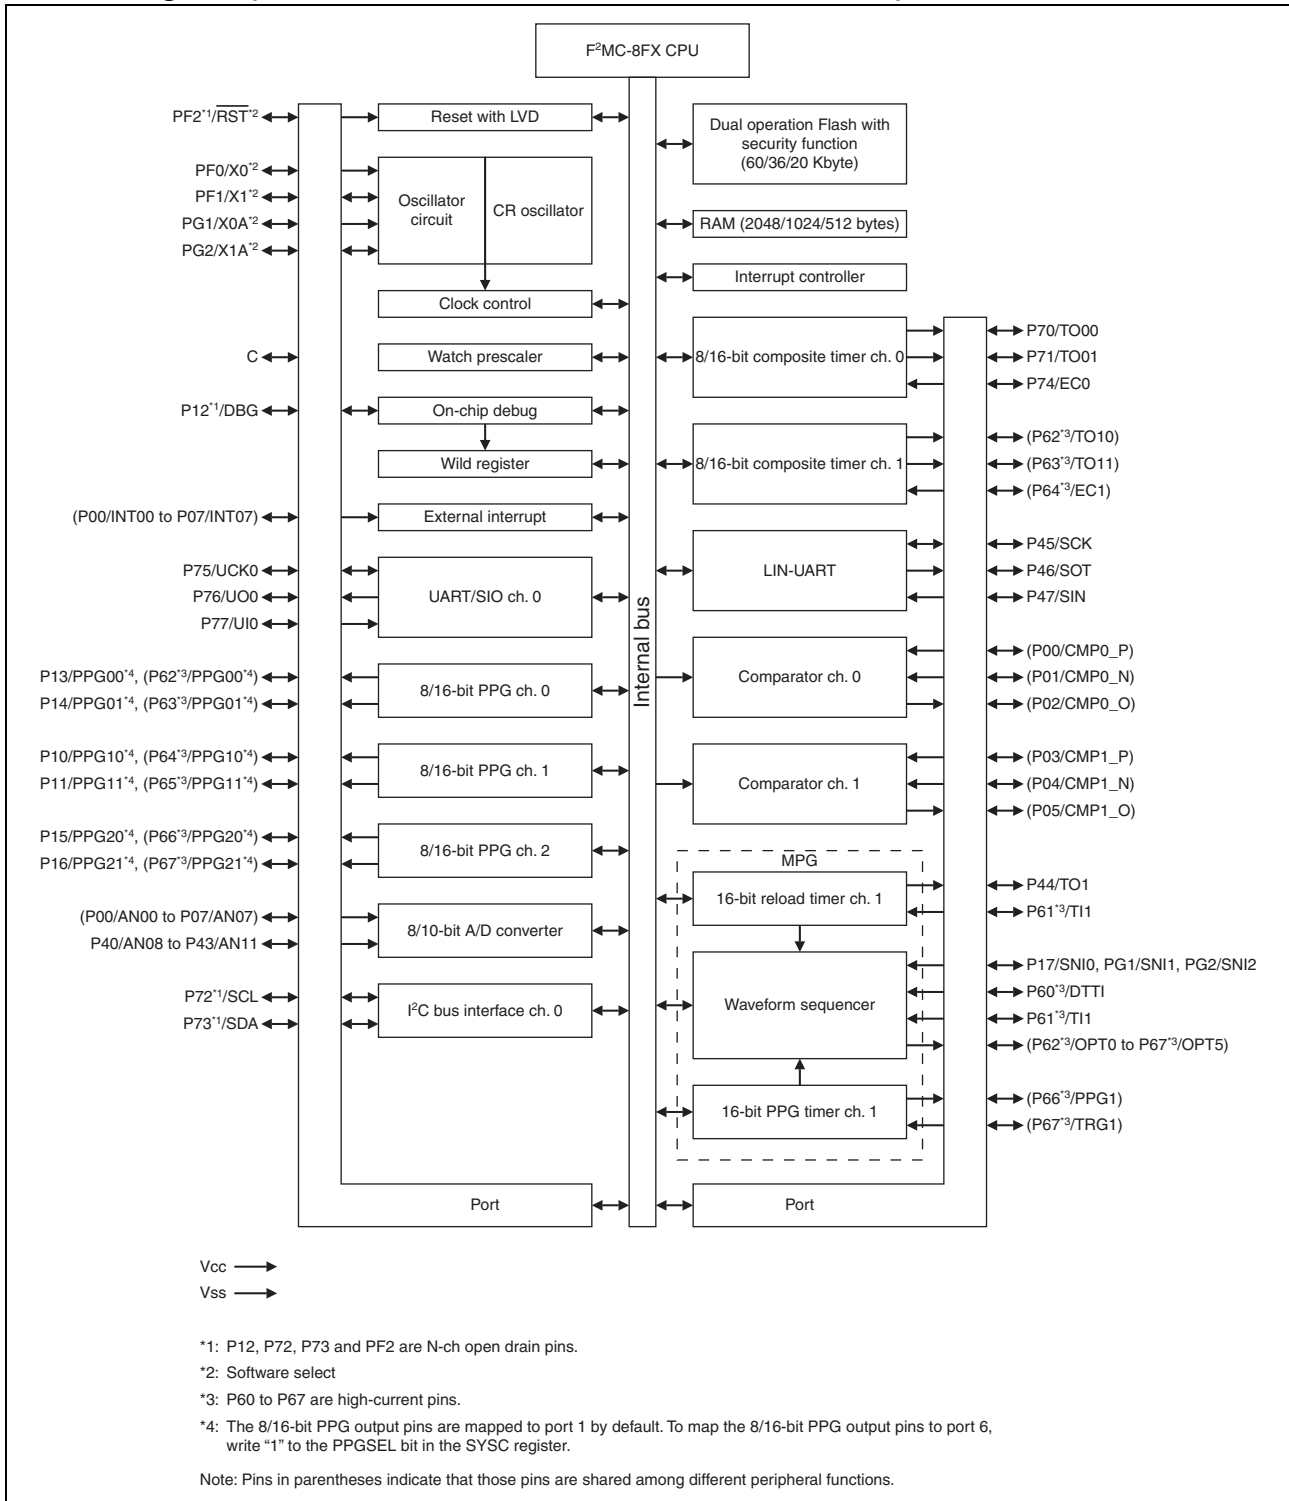 F²MC-8FX CPU
PF2*1/RST*2
Reset with LVD
Dual operation Flash with
security function
(60/36/20 Kbyte)
PF0/X0*2
PF1/X1*2
PG1/X0A*2
PG2/X1A*2
Oscillator
circuit
CR oscillator
RAM (2048/1024/512 bytes)
Interrupt controller
Clock control
C
Watch prescaler
8/16-bit composite timer ch. 0
P70/TO00
P71/TO01
P74/EC0
P12*1/DBG
On-chip debug
Wild register
8/16-bit composite timer ch. 1
(P62*3/TO10)
(P63*3/TO11)
(P64*3/EC1)
(P00/INT00 to P07/INT07)
External interrupt
P75/UCK0
P76/UO0
P77/UI0
UART/SIO ch. 0
LIN-UART
P45/SCK
P46/SOT
P47/SIN
Internal bus
P13/PPG00*4, (P62*3/PPG00*4)
P14/PPG01*4, (P63*3/PPG01*4)
8/16-bit PPG ch. 0
Comparator ch. 0
(P00/CMP0_P)
(P01/CMP0_N)
(P02/CMP0_O)
P10/PPG10*4, (P64*3/PPG10*4)
P11/PPG11*4, (P65*3/PPG11*4)
8/16-bit PPG ch. 1
Comparator ch. 1
(P03/CMP1_P)
(P04/CMP1_N)
(P05/CMP1_O)
P15/PPG20*4, (P66*3/PPG20*4)
P16/PPG21*4, (P67*3/PPG21*4)
8/16-bit PPG ch. 2
MPG
16-bit reload timer ch. 1
P44/TO1
P61*3/TI1
(P00/AN00 to P07/AN07)
P40/AN08 to P43/AN11
8/10-bit A/D converter
Waveform sequencer
P17/SNI0, PG1/SNI1, PG2/SNI2
P60*3/DTTI
P61*3/TI1
(P62*3/OPT0 to P67*3/OPT5)
P72*1/SCL
P73*1/SDA
I²C bus interface ch. 0
16-bit PPG timer ch. 1
(P66*3/PPG1)
(P67*3/TRG1)
Port
Port
Vcc
Vss
*1: P12, P72, P73 and PF2 are N-ch open drain pins.
*2: Software select
*3: P60 to P67 are high-current pins.
*4: The 8/16-bit PPG output pins are mapped to port 1 by default. To map the 8/16-bit PPG output pins to port 6,
write “1” to the PPGSEL bit in the SYSC register.
Note: Pins in parentheses indicate that those pins are shared among different peripheral functions.